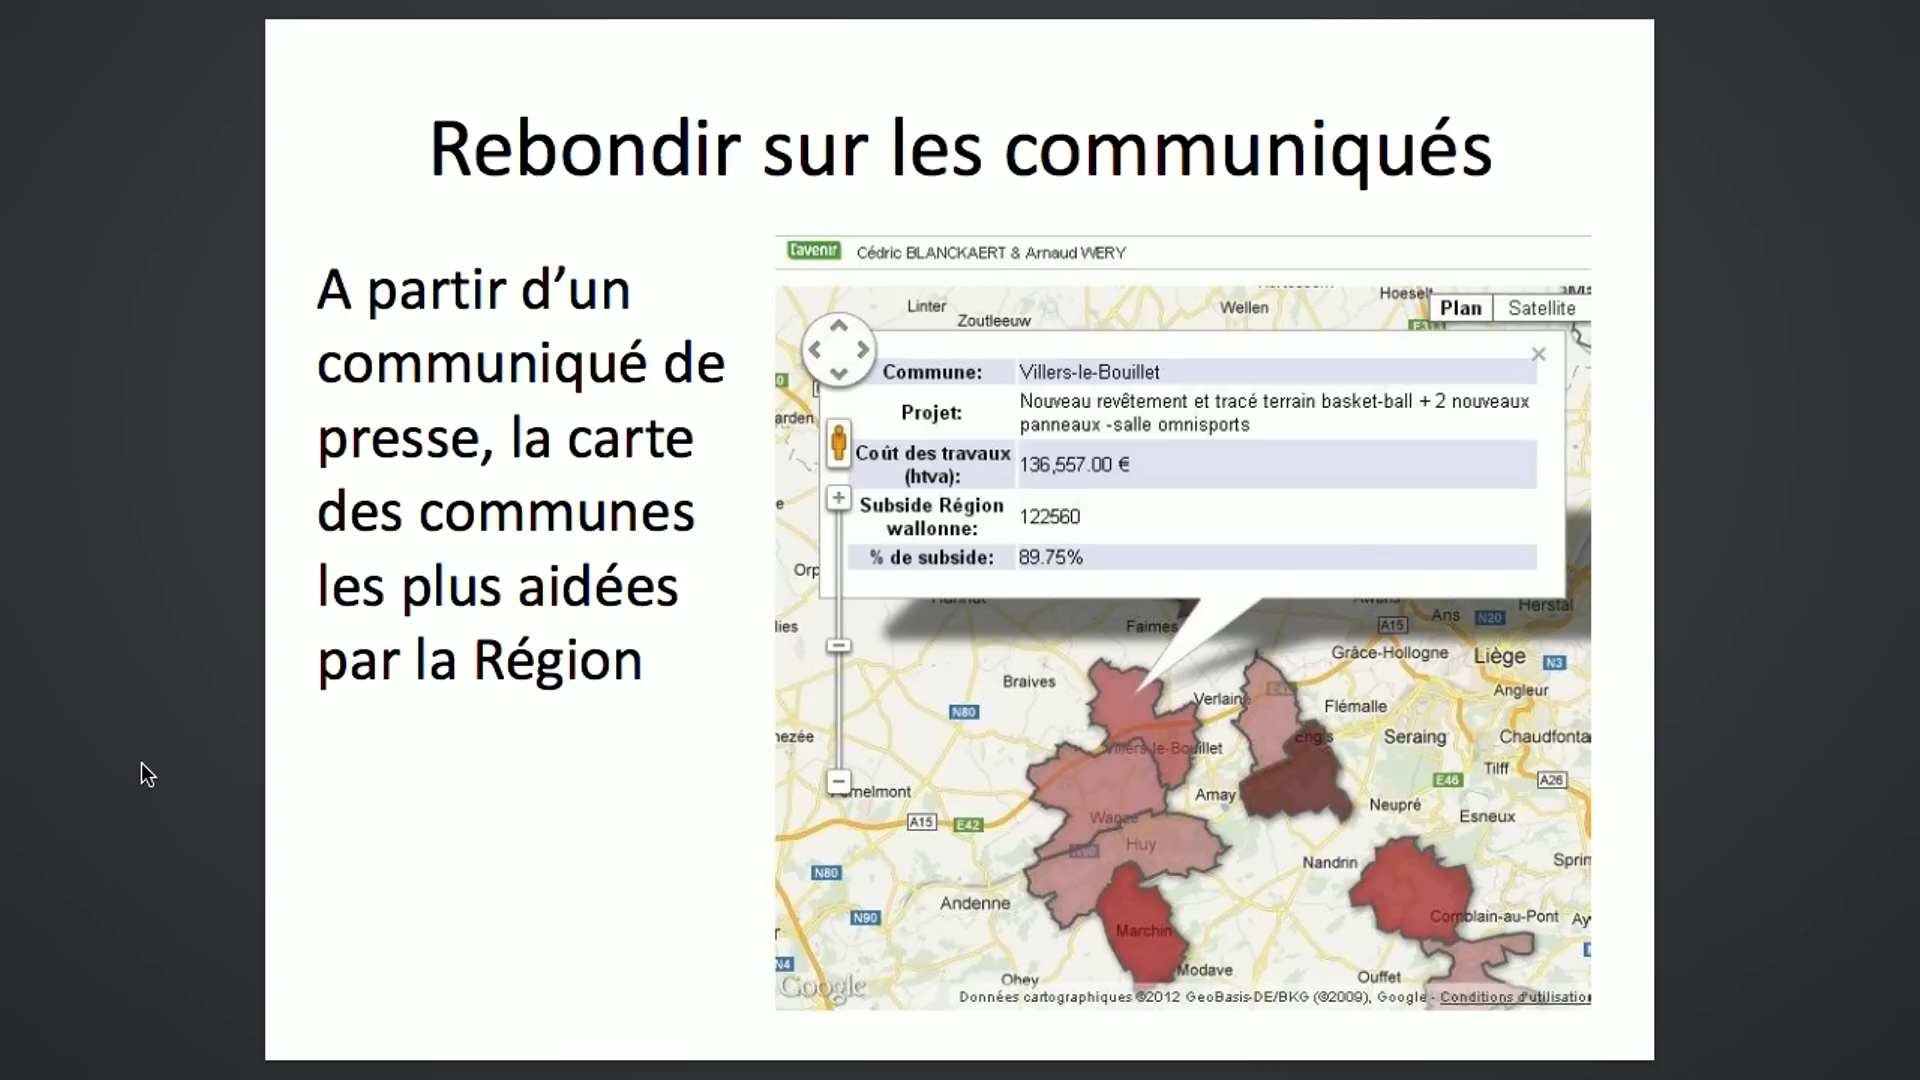 Rebondir sur les communiqués
A partir d’un
communiqué de
presse, la carte
des communes
les plus aidées
par la Région
l'avenir Cédric BLANCKAERT & Arnaud WERY
Linter
Zoutleeuw
Wellen
Hoeselt
Plan
Satellite
E313
Commune: Villers-le-Bouillet
Projet: Nouveau revêtement et tracé terrain basket-ball + 2 nouveaux
panneaux -salle omnisports
Coût des travaux
(htva): 136,557.00 €
Subside Région
wallonne: 122560
% de subside: 89.75%
Faimes
A15
Ans
N20
Herstal
Grâce-Hollogne
Liège
N3
Braives
Verlaine
Angleur
N80
Flémalle
Engis
Seraing
Villers-le-Bouillet
Tilff
E46
A26
Amay
Neupré
A15
E42
Wanze
Esneux
Huy
N90
Nandrin
N80
Andenne
N90
Comblain-au-Pont
Marchin
Modave
Ohey
Ouffet
N4
Google
Données cartographiques ©2012 GeoBasis-DE/BKG (©2009), Google - Conditions d'utilisation